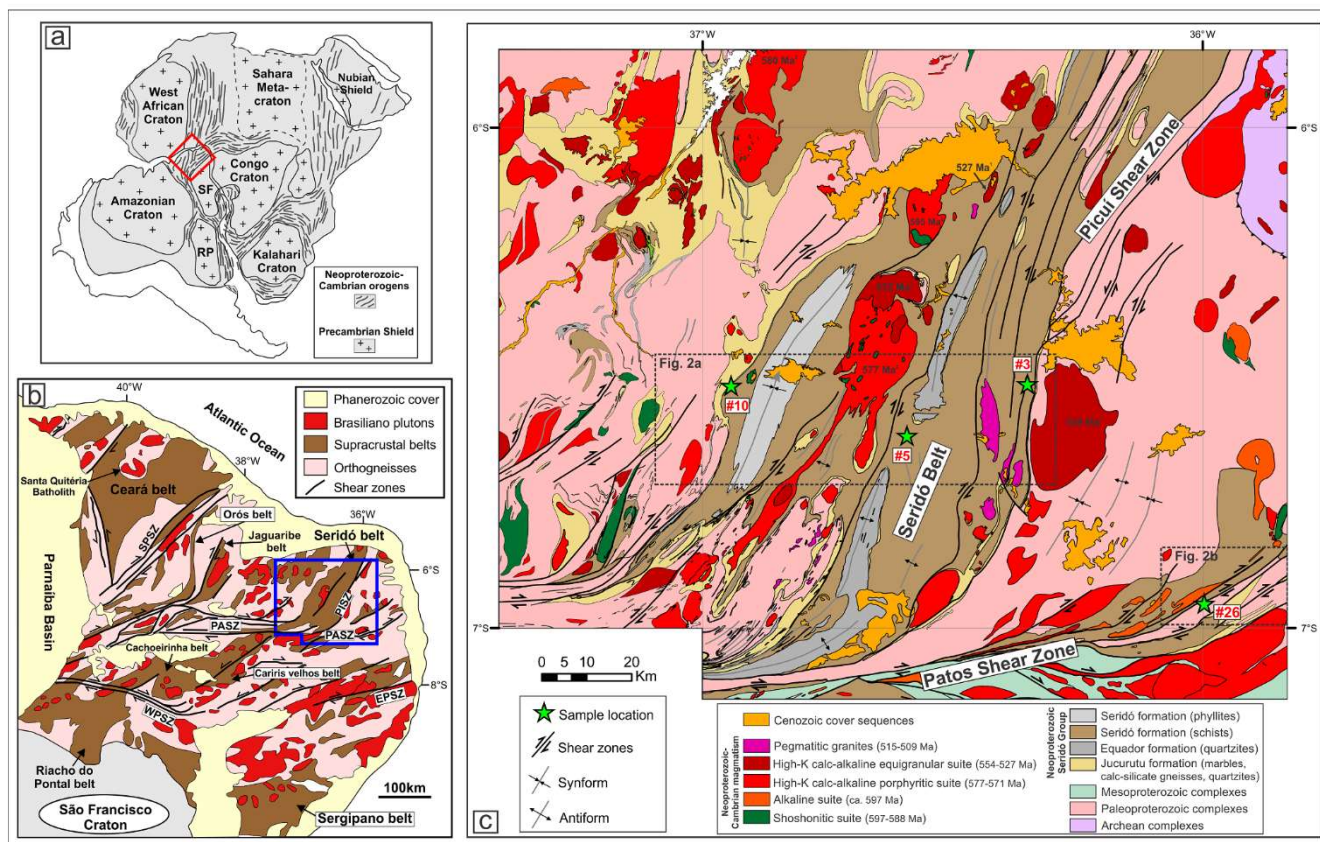 a
West
African
Craton
Sahara
Meta-
craton
Nubian
Shield
Congo
Craton
Amazonian
Craton
SF
RP
Kalahari
Craton
Neoproterozoic-
Cambrian orogens
Precambrian Shield
b
40°W
38°W
36°W
6°S
8°S
Atlantic Ocean
Phanerozoic cover
Brasiliano plutons
Supracrustal belts
Orthogneisses
Shear zones
Santa Quitéria
Batholith
Ceará belt
Orós belt
Jaguaribe
belt
Seridó belt
SPSZ
PISZ
Parnaiba Basin
PASZ
PASZ
Cachoeirinha belt
Cariris velhos belt
EPSZ
WPSZ
Riacho do
Pontal belt
100km
São Francisco
Craton
Sergipano belt
c
37°W
36°W
6°S
6°S
7°S
7°S
527 Ma
Picuí Shear Zone
Fig. 2a
577 Ma
#10
#3
#5
Seridó Belt
Fig. 2b
#26
Patos Shear Zone
0 5 10 20
Km
Sample location
Shear zones
Synform
Antiform
Neoproterozoic-
Cambrian magmatism
Cenozoic cover sequences
Pegmatitic granites (515-509 Ma)
High-K calc-alkaline equigranular suite (554-527 Ma)
High-K calc-alkaline porphyritic suite (577-571 Ma)
Alkaline suite (ca. 597 Ma)
Shoshonitic suite (597-588 Ma)
Neoproterozoic
Seridó Group
Seridó formation (phyllites)
Seridó formation (schists)
Equador formation (quartzites)
Jucurutu formation (marbles,
calc-silicate gneisses, quartzites)
Mesoproterozoic complexes
Paleoproterozoic complexes
Archean complexes